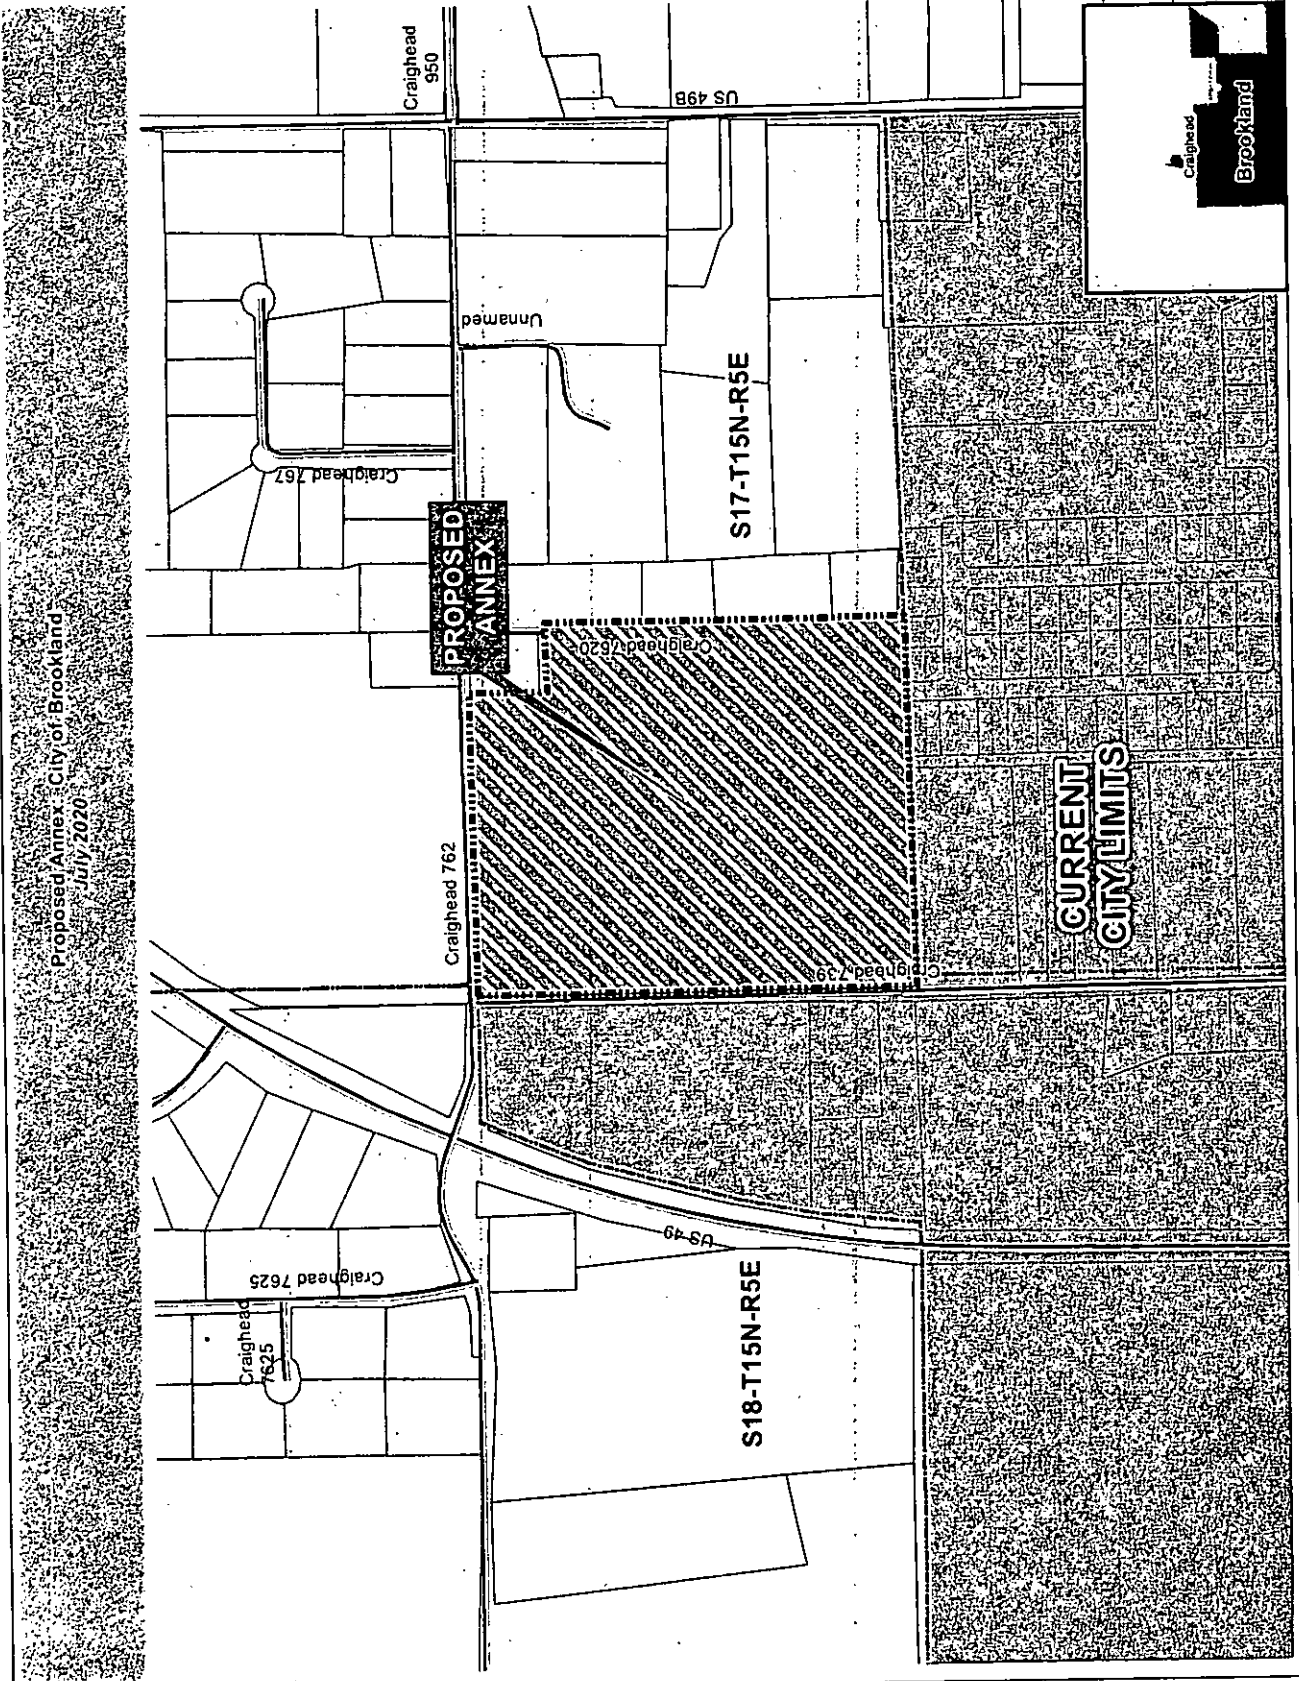 Proposed Annex - City of Brookland
July, 2020
Craighead
7625
Craighead 7625
Craighead 762
Craighead 767
Craighead
950
PROPOSED
ANNEX
Unnamed
US 49B
US 49
Craighead 7620
Craighead 739
S18-T15N-R5E
S17-T15N-R5E
CURRENT
CITY LIMITS
Craighead
Brookland